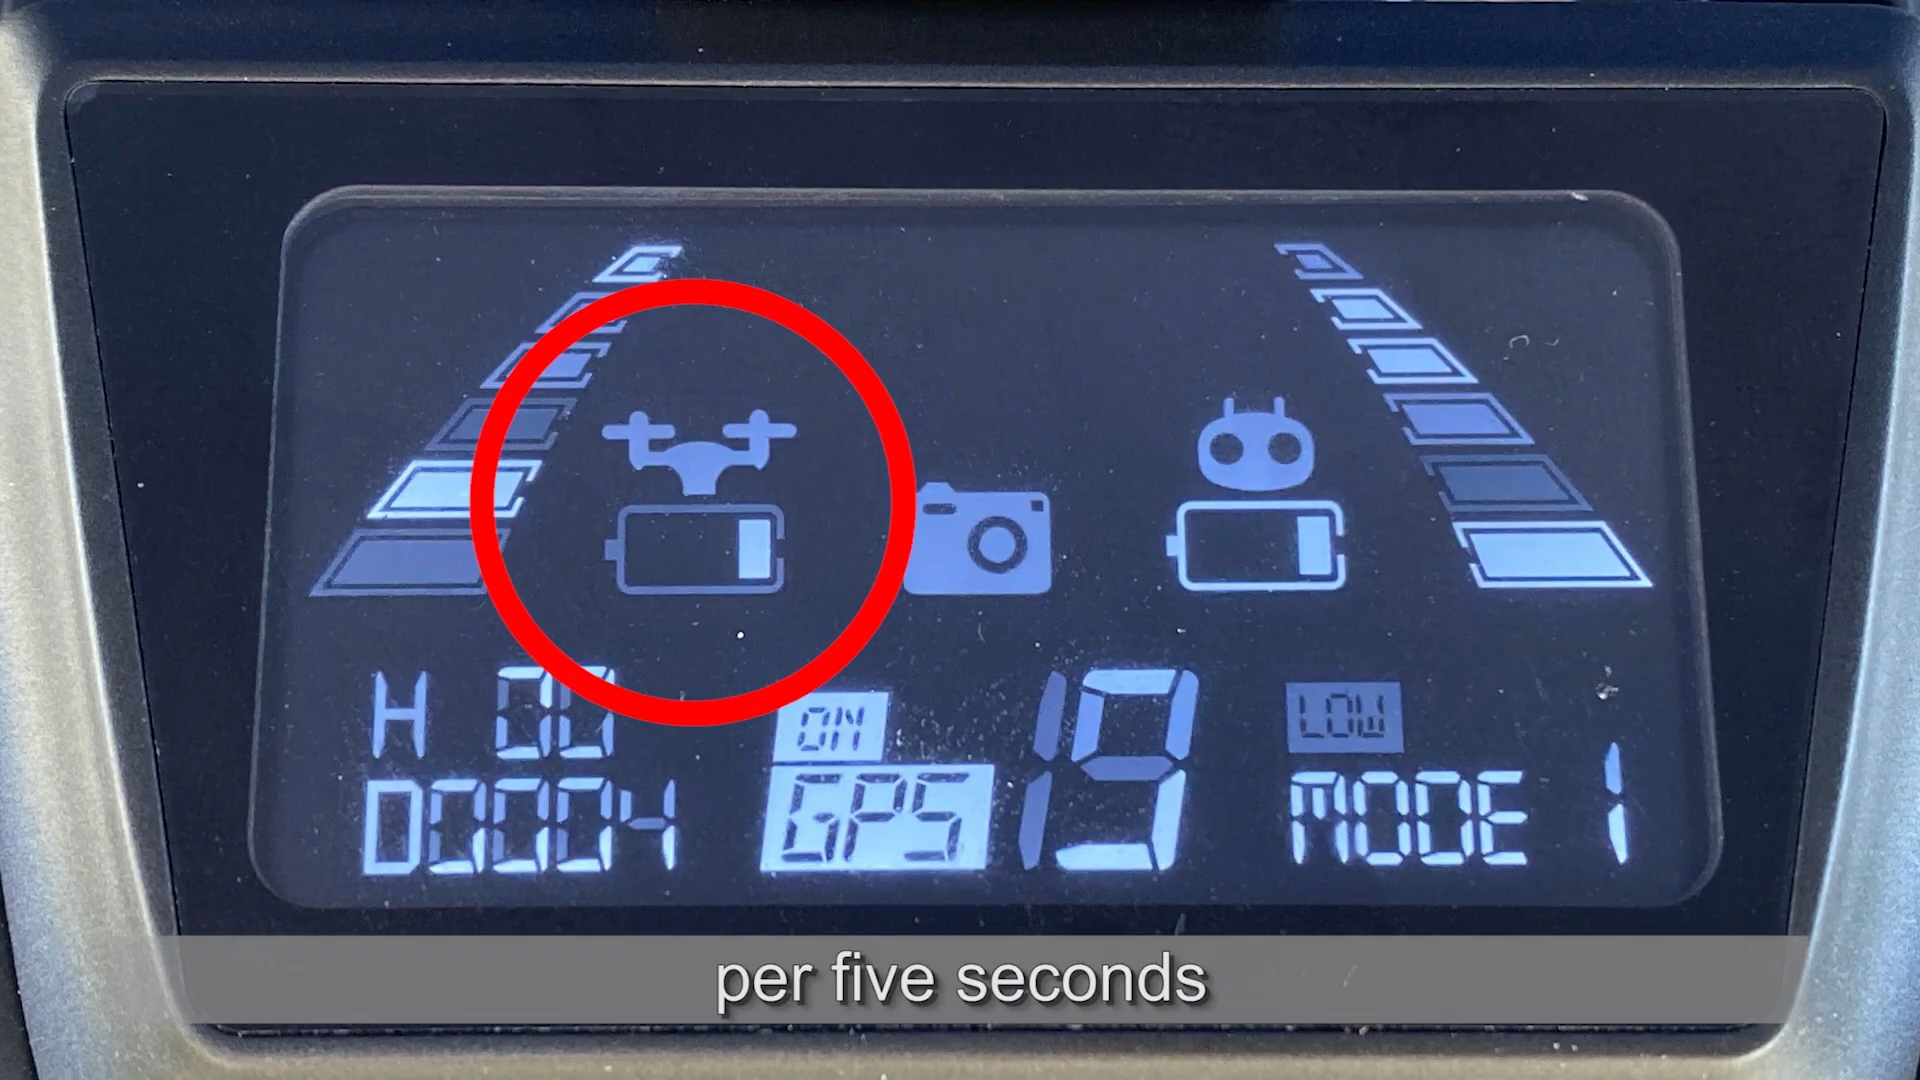 H 00
ON
19
LOW
D0004
GPS
MODE 1
per five seconds